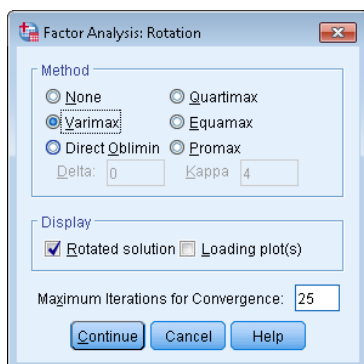 Factor Analysis: Rotation
Method
None Quartimax
Varimax Equamax
Direct Oblimin Promax
Delta: 0 Kappa 4
Display
Rotated solution Loading plot(s)
Maximum Iterations for Convergence: 25
Continue Cancel Help